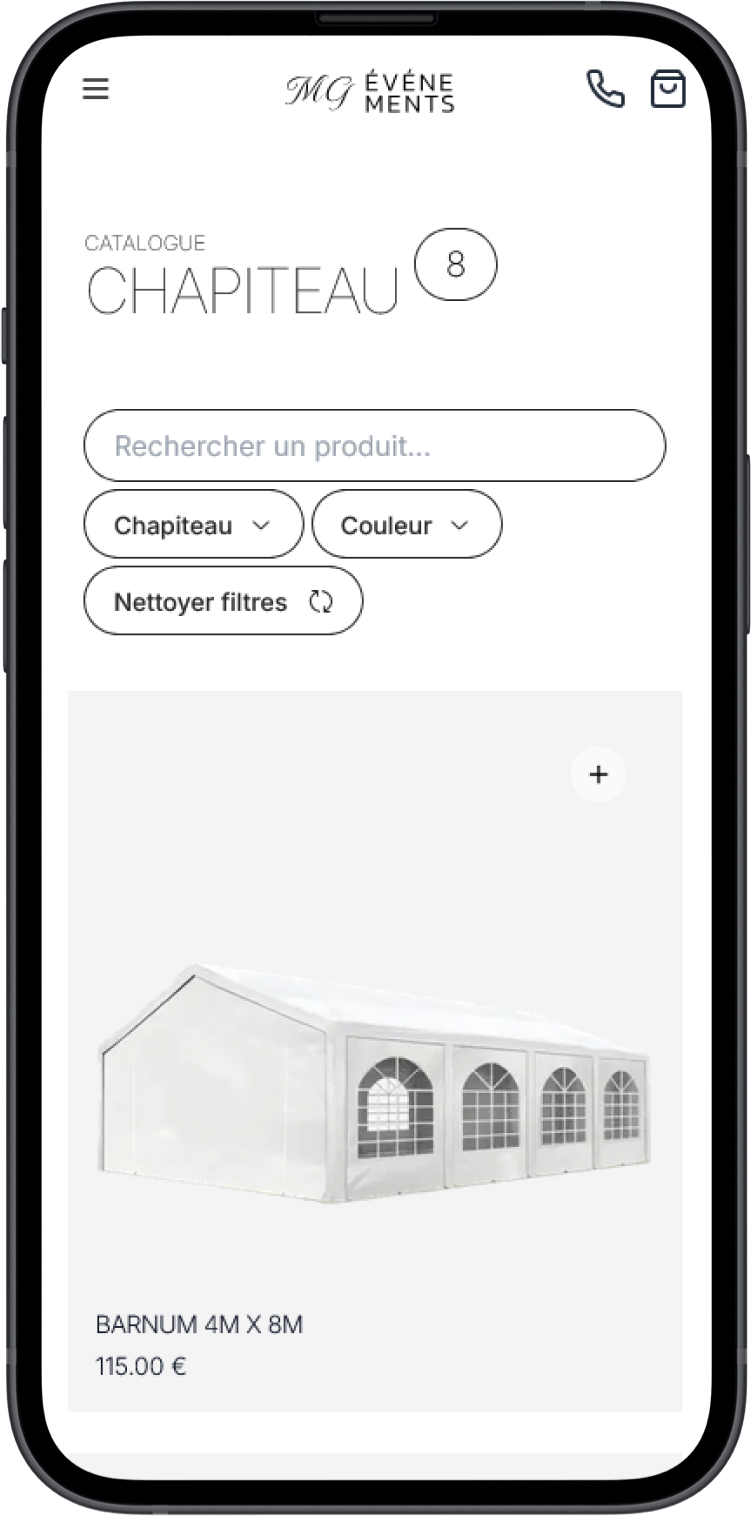 MG ÉVÉNE
MENTS
CATALOGUE
CHAPITEAU 8
Rechercher un produit...
Chapiteau Couleur
Nettoyer filtres
+
BARNUM 4M X 8M
115.00 €